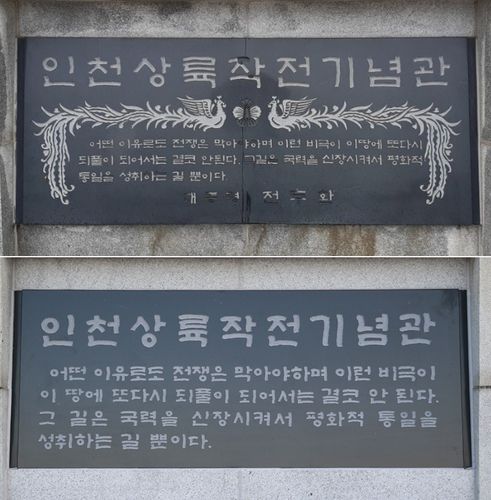 인천상륙작전기념관
어떤 이유로도 전쟁은 막아야하며 이런 비극이 이땅에 또다시
되풀이 되어서는 결코 안된다. 그길은 국력을 신장시켜서 평화적
통일을 성취하는 길 뿐이다.
대통령 전두환
인천상륙작전기념관
어떤 이유로도 전쟁은 막아야하며 이런 비극이
이 땅에 또다시 되풀이 되어서는 결코 안 된다.
그 길은 국력을 신장시켜서 평화적 통일을
성취하는 길 뿐이다.